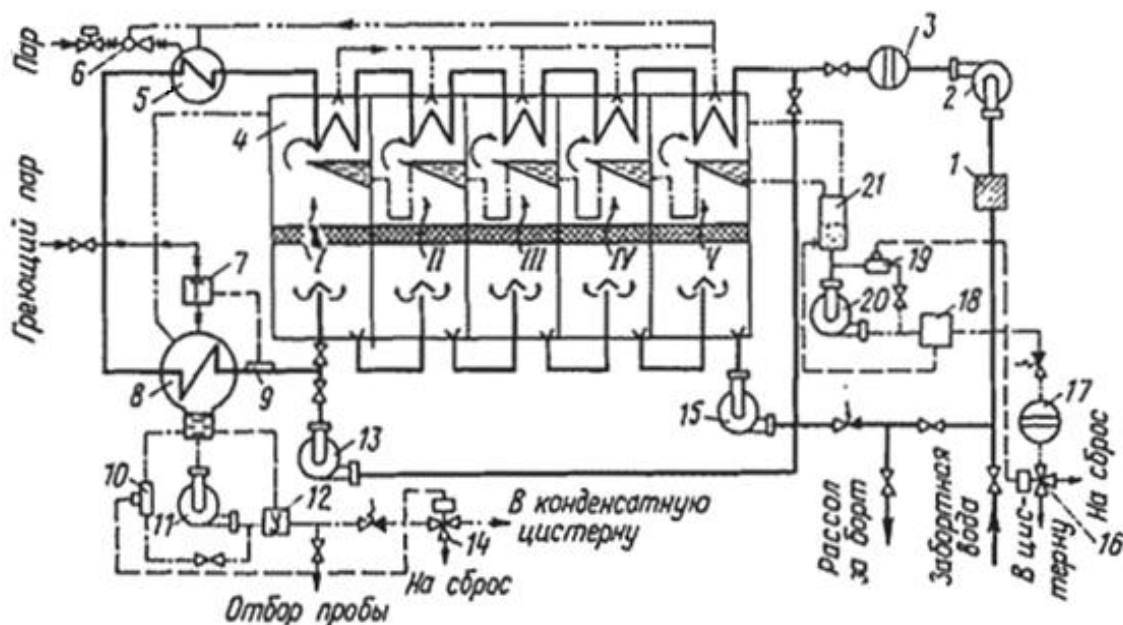 Пар
6
5
3
2
4
1
Греющий пар
7
I
II
III
IV
V
21
19
20
18
8
9
15
17
13
10
11
12
14
16
В конденсатную
цистерну
На сброс
Отбор пробы
Рассол
за борт
Забортная
вода
В цис-
терну
На сброс